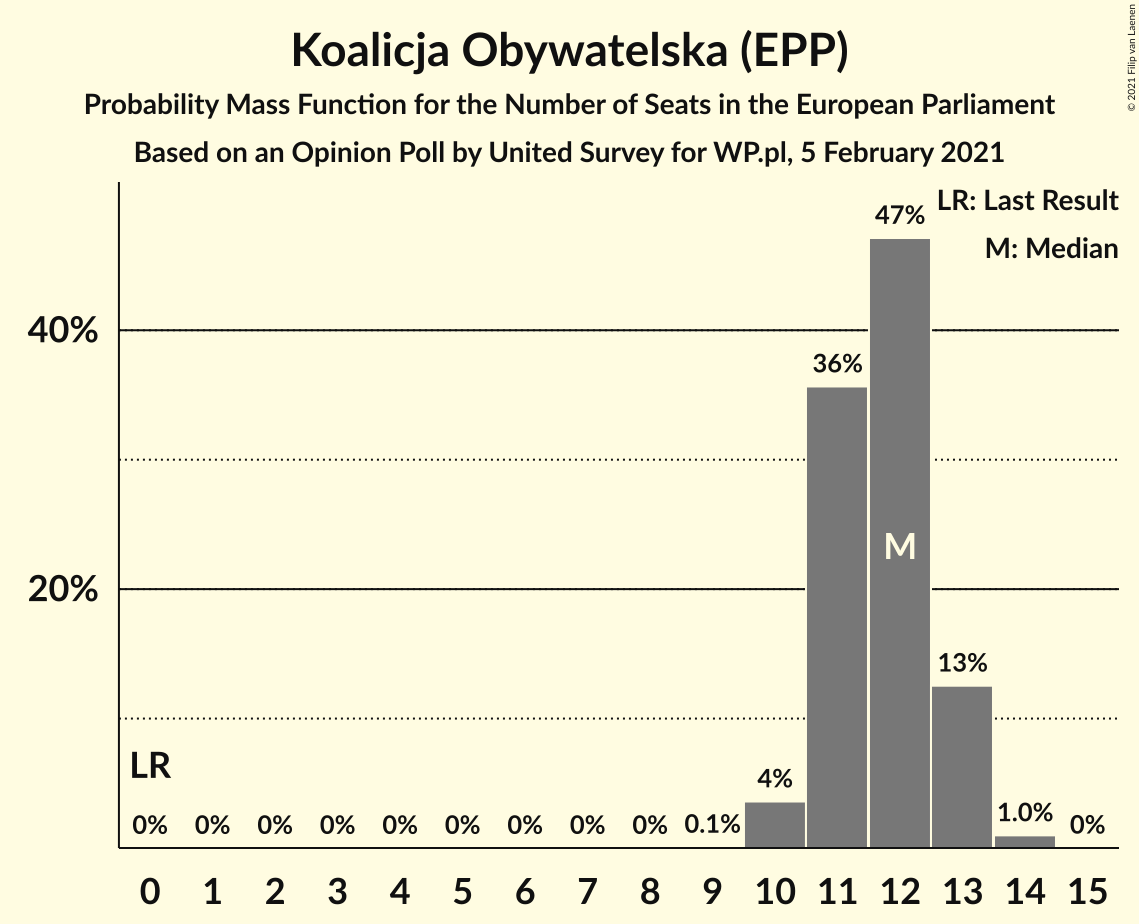 Koalicja Obywatelska (EPP)
Probability Mass Function for the Number of Seats in the European Parliament
Based on an Opinion Poll by United Survey for WP.pl, 5 February 2021
© 2021 Filip van Laenen
LR: Last Result
M: Median
47%
40%
36%
M
20%
13%
LR
4%
0% 0% 0% 0% 0% 0% 0% 0% 0% 0.1% 1.0% 0%
0 1 2 3 4 5 6 7 8 9 10 11 12 13 14 15